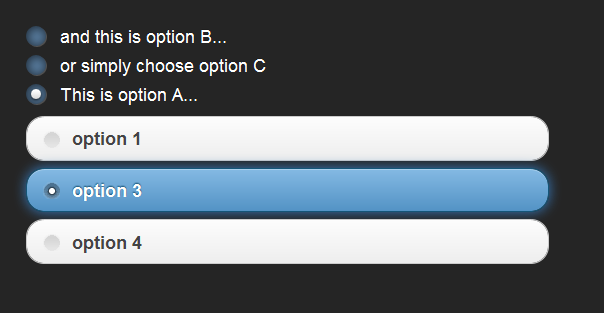 and this is option B...
or simply choose option C
This is option A...
option 1
option 3
option 4